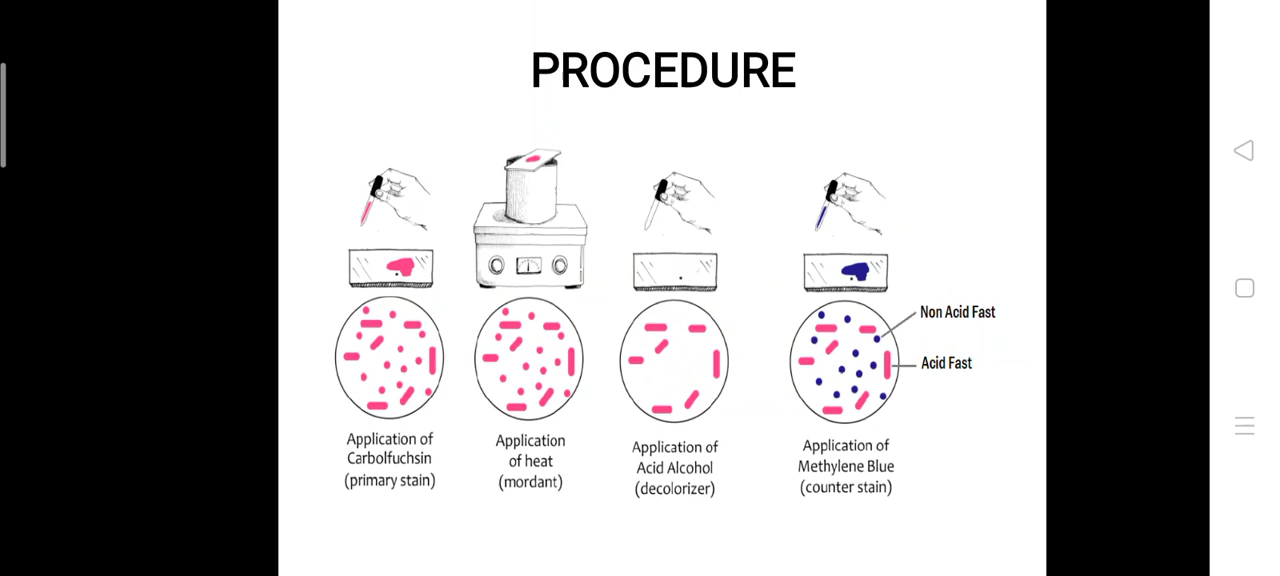 PROCEDURE
Non Acid Fast
Acid Fast
Application of
Carbolfuchsin
(primary stain)
Application
of heat
(mordant)
Application of
Acid Alcohol
(decolorizer)
Application of
Methylene Blue
(counter stain)